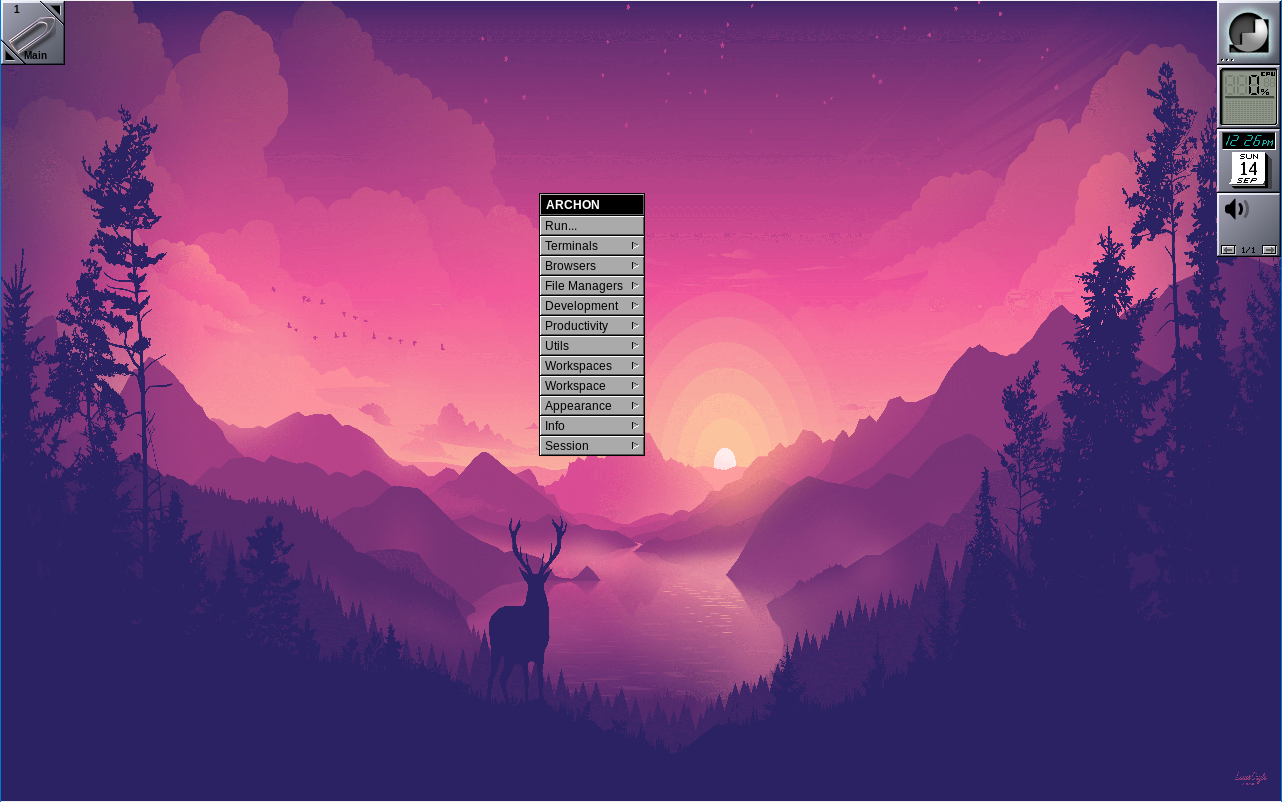 1
Main
ARCHON
Run...
Terminals
Browsers
File Managers
Development
Productivity
Utils
Workspaces
Workspace
Appearance
Info
Session
CPU
0%
12 26 PM
SUN
14
SEP
1/1